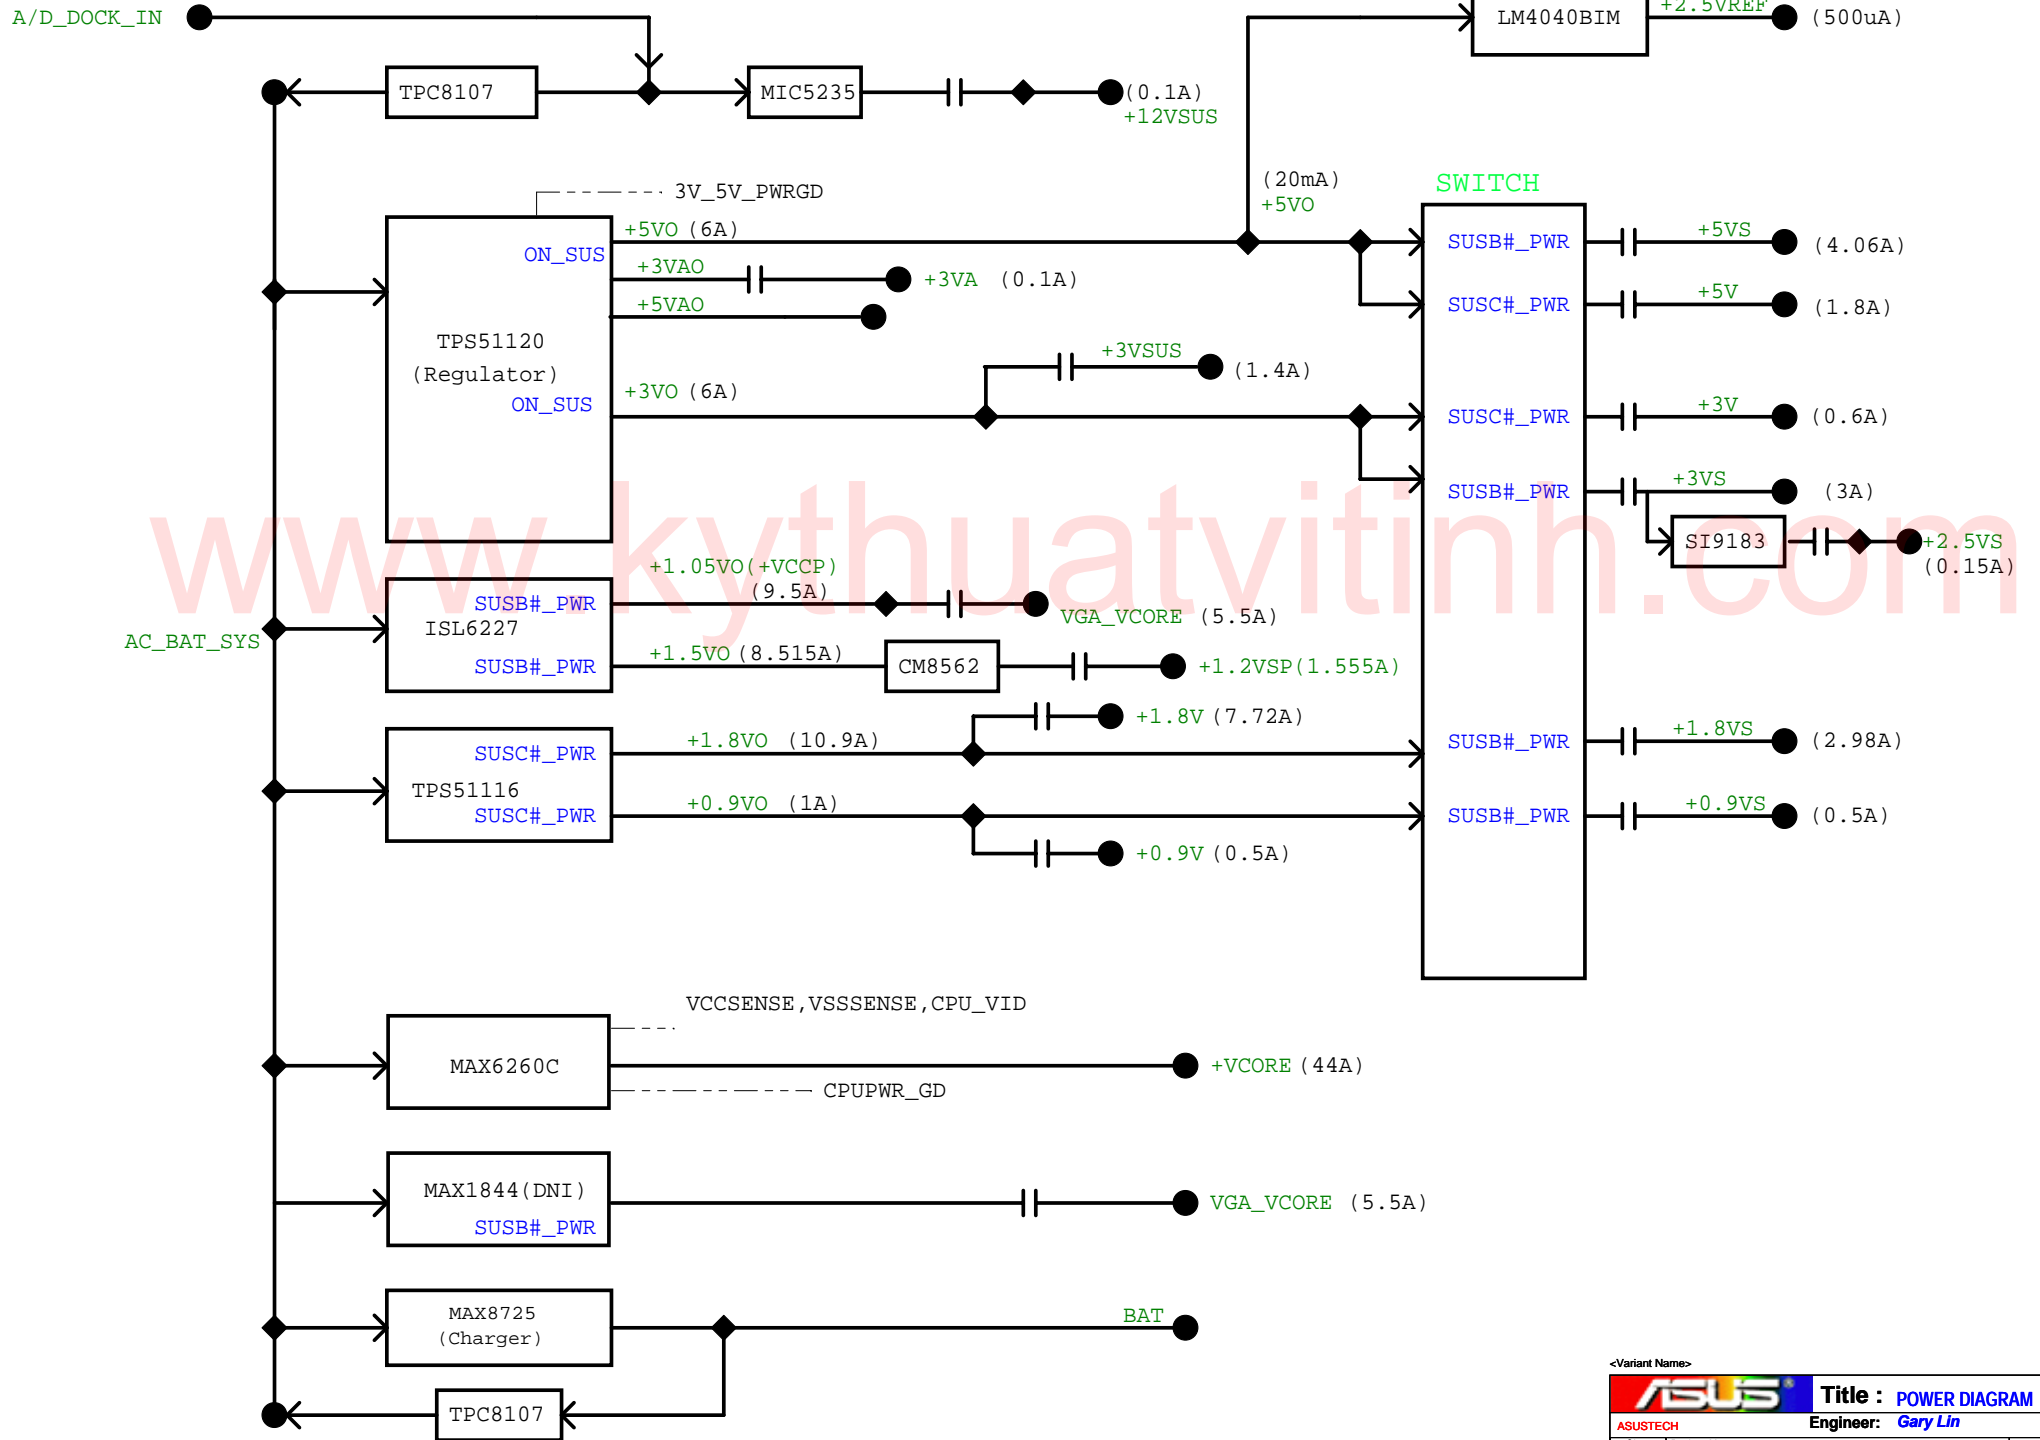 A/D_DOCK_IN
LM4040BIM
+2.5VREF
(500uA)
TPC8107
MIC5235
(0.1A)
+12VSUS
3V_5V_PWRGD
(20mA)
+5VO
SWITCH
+5VO (6A)
ON_SUS
+3VAO
+3VA (0.1A)
+5VAO
TPS51120
(Regulator)
+3VSUS
(1.4A)
+3VO (6A)
ON_SUS
SUSB#_PWR
+5VS
(4.06A)
SUSC#_PWR
+5V
(1.8A)
SUSC#_PWR
+3V
(0.6A)
SUSB#_PWR
+3VS
(3A)
SI9183
+2.5VS
(0.15A)
www.kythuatvitinh.com
+1.05VO(+VCCP)
(9.5A)
SUSB#_PWR
ISL6227
VGA_VCORE (5.5A)
AC_BAT_SYS
SUSB#_PWR
+1.5VO (8.515A)
CM8562
+1.2VSP(1.555A)
+1.8V (7.72A)
SUSC#_PWR
+1.8VO (10.9A)
TPS51116
SUSC#_PWR
+0.9VO (1A)
+0.9V (0.5A)
SUSB#_PWR
+1.8VS
(2.98A)
SUSB#_PWR
+0.9VS
(0.5A)
VCCSENSE,VSSSENSE,CPU_VID
MAX6260C
+VCORE (44A)
CPUPWR_GD
MAX1844(DNI)
SUSB#_PWR
VGA_VCORE (5.5A)
MAX8725
(Charger)
BAT
TPC8107
<Variant Name>
ASUS®
Title : POWER DIAGRAM
ASUSTECH
Engineer: Gary Lin